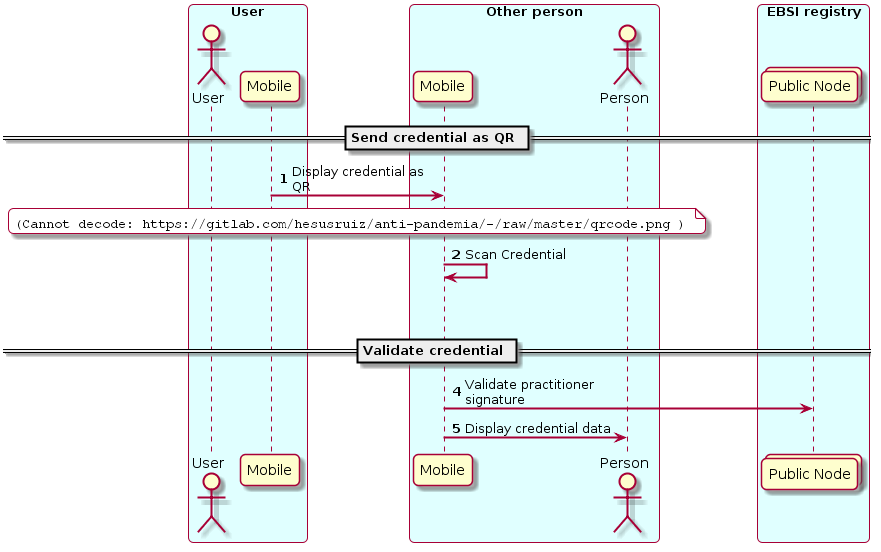 User
Other person
EBSI registry
User
Mobile
Mobile
Person
Public Node
Send credential as QR
1 Display credential as
QR
(Cannot decode: https://gitlab.com/hesusruiz/anti-pandemia/-/raw/master/qrcode.png )
2 Scan Credential
Validate credential
4 Validate practitioner
signature
5 Display credential data
User
Mobile
Mobile
Person
Public Node